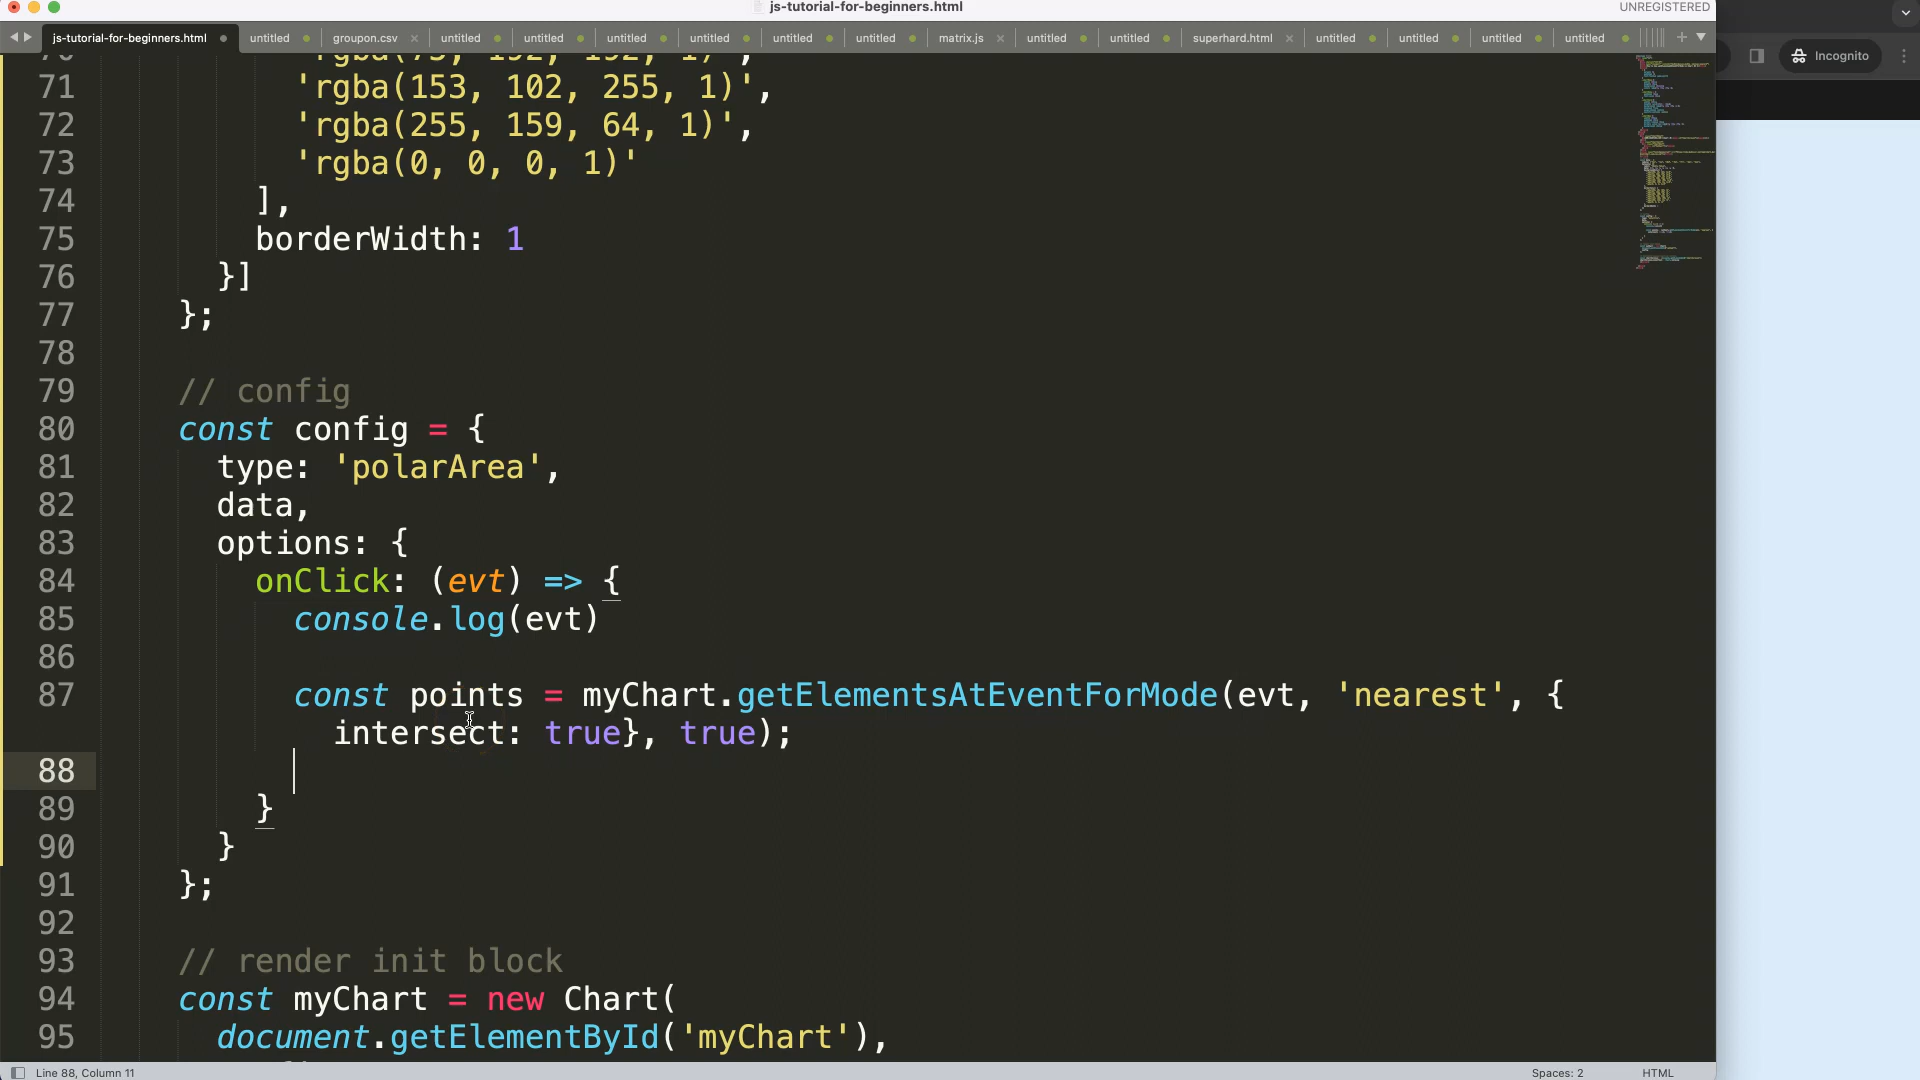 js-tutorial-for-beginners.html
UNREGISTERED
js-tutorial-for-beginners.html untitled groupon.csv untitled untitled untitled untitled untitled untitled matrix.js untitled untitled superhard.html untitled untitled untitled untitled
Incognito
71 'rgba(153, 102, 255, 1)',
72 'rgba(255, 159, 64, 1)',
73 'rgba(0, 0, 0, 1)'
74 ],
75 borderWidth: 1
76 }]
77 };
78
79 // config
80 const config = {
81 type: 'polarArea',
82 data,
83 options: {
84 onClick: (evt) => {
85 console.log(evt)
86
87 const points = myChart.getElementsAtEventForMode(evt, 'nearest', {
intersect: true}, true);
88
89 }
90 }
91 };
92
93 // render init block
94 const myChart = new Chart(
95 document.getElementById('myChart'),
Line 88, Column 11
Spaces: 2
HTML